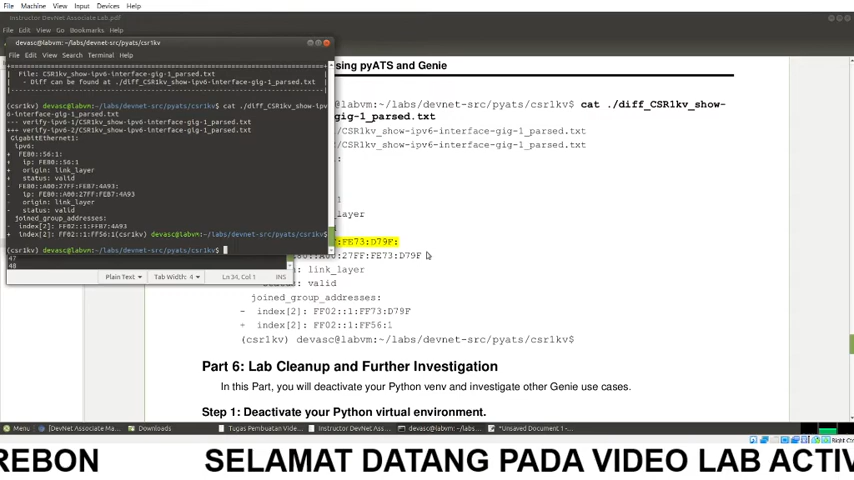 File Machine View Input Devices Help
Instructor DevNet Associate Lab.pdf
File Edit View Go Bookmarks Help
devasc@labvm: ~/labs/devnet-src/pyats/csr1kv
File Edit View Search Terminal Help
| File: CSR1kv_show-ipv6-interface-gig-1_parsed.txt
| - Diff can be found at ./diff_CSR1kv_show-ipv6-interface-gig-1_parsed.txt |
(csr1kv) devasc@labvm:~/labs/devnet-src/pyats/csr1kv$ cat ./diff_CSR1kv_show-ipv
6-interface-gig-1_parsed.txt
--- verify-ipv6-1/CSR1kv_show-ipv6-interface-gig-1_parsed.txt
+++ verify-ipv6-2/CSR1kv_show-ipv6-interface-gig-1_parsed.txt
GigabitEthernet1:
ipv6:
+ FE80::56:1:
+ ip: FE80::56:1
+ origin: link_layer
+ status: valid
- FE80::A00:27FF:FEB7:4A93:
- ip: FE80::A00:27FF:FEB7:4A93
- origin: link_layer
- status: valid
joined_group_addresses:
- index[2]: FF02::1:FFB7:4A93
+ index[2]: FF02::1:FF56:1(csr1kv) devasc@labvm:~/labs/devnet-src/pyats/csr1kv$
(csr1kv) devasc@labvm:~/labs/devnet-src/pyats/csr1kv$
47
48
Plain Text Tab Width: 4 Ln 34, Col 1 INS
using pyATS and Genie
devasc@labvm:~/labs/devnet-src/pyats/csr1kv$ cat ./diff_CSR1kv_show-
gig-1_parsed.txt
/CSR1kv_show-ipv6-interface-gig-1_parsed.txt
/CSR1kv_show-ipv6-interface-gig-1_parsed.txt
:
1
layer
:FE73:D79F:
80::A00:27FF:FE73:D79F
link_layer
valid
joined_group_addresses:
- index[2]: FF02::1:FF73:D79F
+ index[2]: FF02::1:FF56:1
(csr1kv) devasc@labvm:~/labs/devnet-src/pyats/csr1kv$
Part 6: Lab Cleanup and Further Investigation
In this Part, you will deactivate your Python venv and investigate other Genie use cases.
Step 1: Deactivate your Python virtual environment.
Menu [DevNet Associate Ma... Downloads Tugas Pembuatan Vide... Instructor DevNet Ass... devasc@labvm: ~/labs... *Unsaved Document 1 -...
Right C
REBON SELAMAT DATANG PADA VIDEO LAB ACTIV